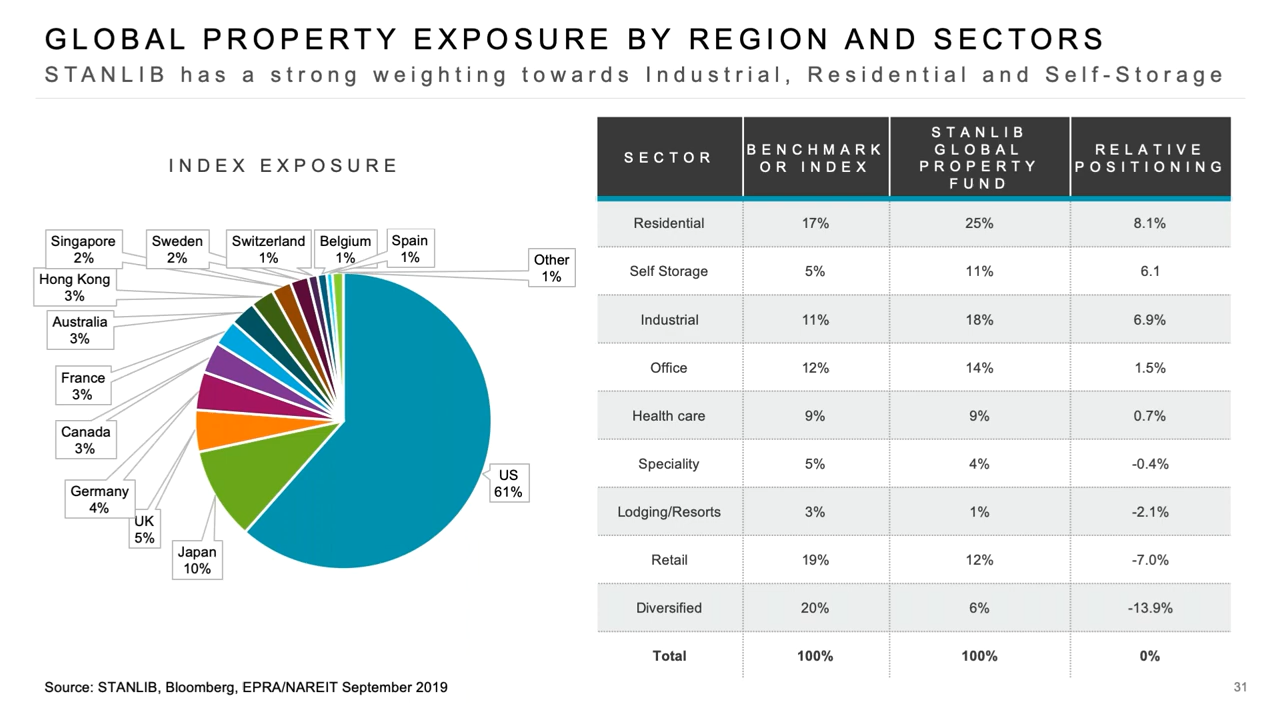 GLOBAL PROPERTY EXPOSURE BY REGION AND SECTORS
STANLIB has a strong weighting towards Industrial, Residential and Self-Storage
INDEX EXPOSURE
Singapore
2%
Sweden
2%
Switzerland
1%
Belgium
1%
Spain
1%
Other
1%
Hong Kong
3%
Australia
3%
France
3%
Canada
3%
Germany
4%
UK
5%
Japan
10%
US
61%
SECTOR
BENCHMARK
OR INDEX
STANLIB
GLOBAL
PROPERTY
FUND
RELATIVE
POSITIONING
Residential 17% 25% 8.1%
Self Storage 5% 11% 6.1
Industrial 11% 18% 6.9%
Office 12% 14% 1.5%
Health care 9% 9% 0.7%
Speciality 5% 4% -0.4%
Lodging/Resorts 3% 1% -2.1%
Retail 19% 12% -7.0%
Diversified 20% 6% -13.9%
Total 100% 100% 0%
Source: STANLIB, Bloomberg, EPRA/NAREIT September 2019
31